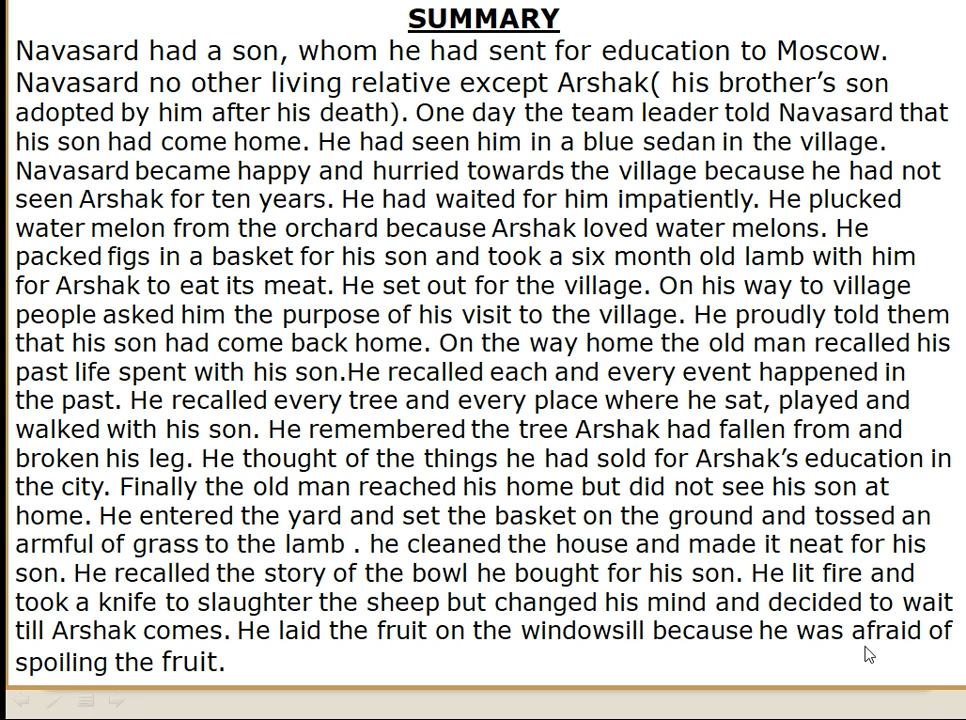 SUMMARY
Navasard had a son, whom he had sent for education to Moscow.
Navasard no other living relative except Arshak( his brother’s son
adopted by him after his death). One day the team leader told Navasard that
his son had come home. He had seen him in a blue sedan in the village.
Navasard became happy and hurried towards the village because he had not
seen Arshak for ten years. He had waited for him impatiently. He plucked
water melon from the orchard because Arshak loved water melons. He
packed figs in a basket for his son and took a six month old lamb with him
for Arshak to eat its meat. He set out for the village. On his way to village
people asked him the purpose of his visit to the village. He proudly told them
that his son had come back home. On the way home the old man recalled his
past life spent with his son.He recalled each and every event happened in
the past. He recalled every tree and every place where he sat, played and
walked with his son. He remembered the tree Arshak had fallen from and
broken his leg. He thought of the things he had sold for Arshak’s education in
the city. Finally the old man reached his home but did not see his son at
home. He entered the yard and set the basket on the ground and tossed an
armful of grass to the lamb . he cleaned the house and made it neat for his
son. He recalled the story of the bowl he bought for his son. He lit fire and
took a knife to slaughter the sheep but changed his mind and decided to wait
till Arshak comes. He laid the fruit on the windowsill because he was afraid of
spoiling the fruit.